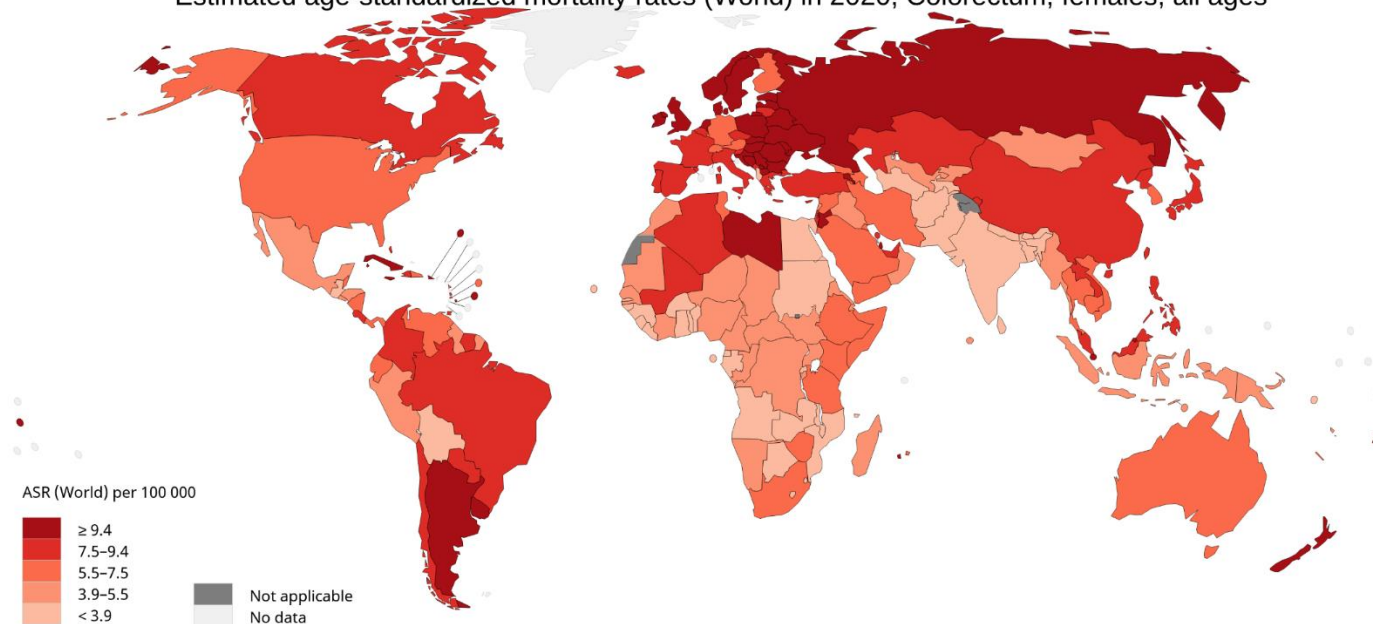 Estimated age-standardized mortality rates (World) in 2020, Colorectum, females, all ages
ASR (World) per 100 000
≥ 9.4
7.5–9.4
5.5–7.5
3.9–5.5
< 3.9
Not applicable
No data